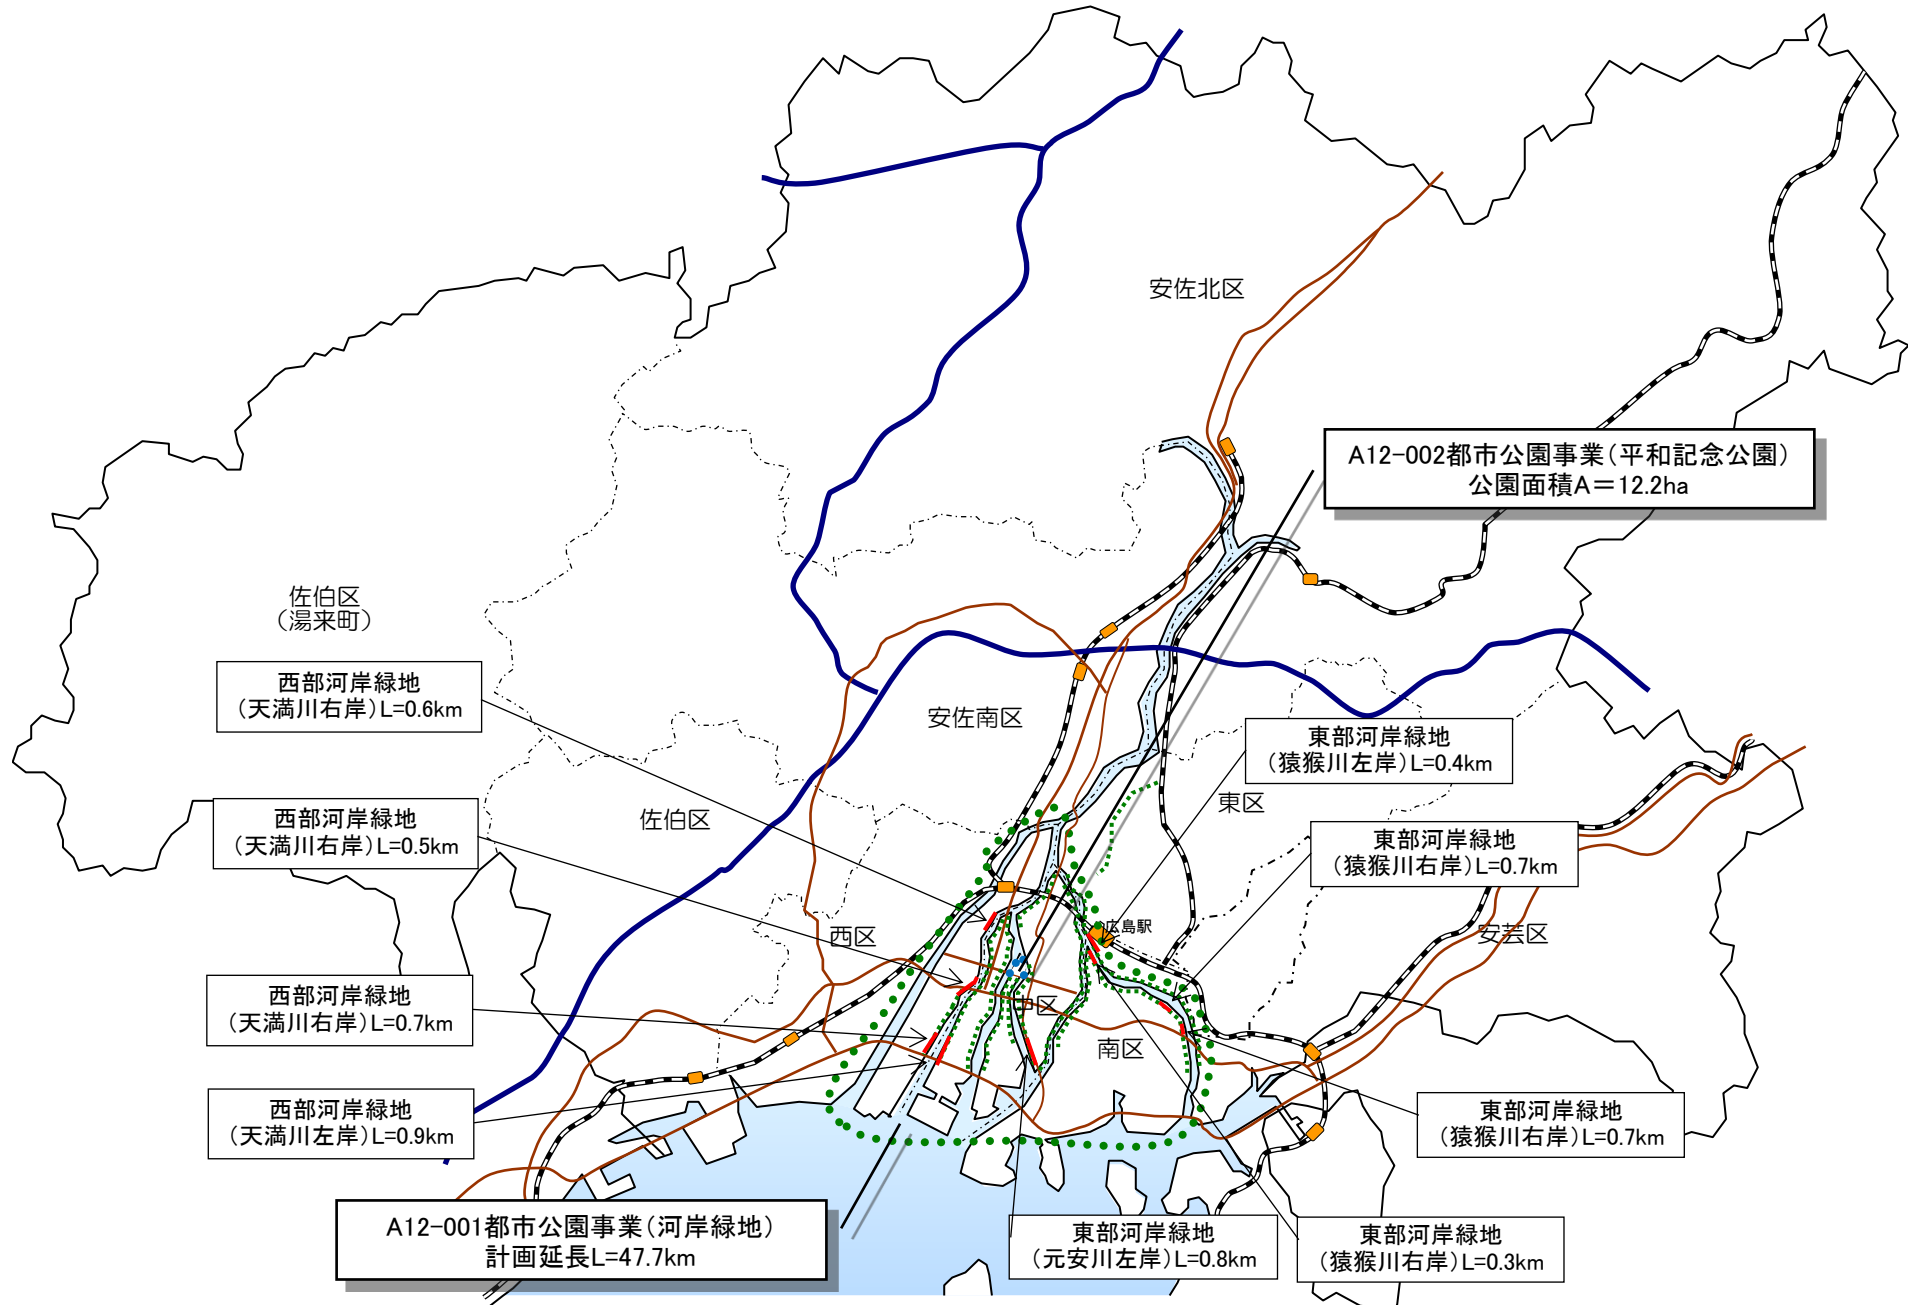 安佐北区
A12-002都市公園事業(平和記念公園)
公園面積A=12.2ha
佐伯区
(湯来町)
西部河岸緑地
(天満川右岸)L=0.6km
安佐南区
東部河岸緑地
(猿猴川左岸)L=0.4km
東区
西部河岸緑地
(天満川右岸)L=0.5km
佐伯区
東部河岸緑地
(猿猴川右岸)L=0.7km
西区
広島駅
安芸区
西部河岸緑地
(天満川右岸)L=0.7km
中区
南区
西部河岸緑地
(天満川左岸)L=0.9km
東部河岸緑地
(猿猴川右岸)L=0.7km
A12-001都市公園事業(河岸緑地)
計画延長L=47.7km
東部河岸緑地
(元安川左岸)L=0.8km
東部河岸緑地
(猿猴川右岸)L=0.3km